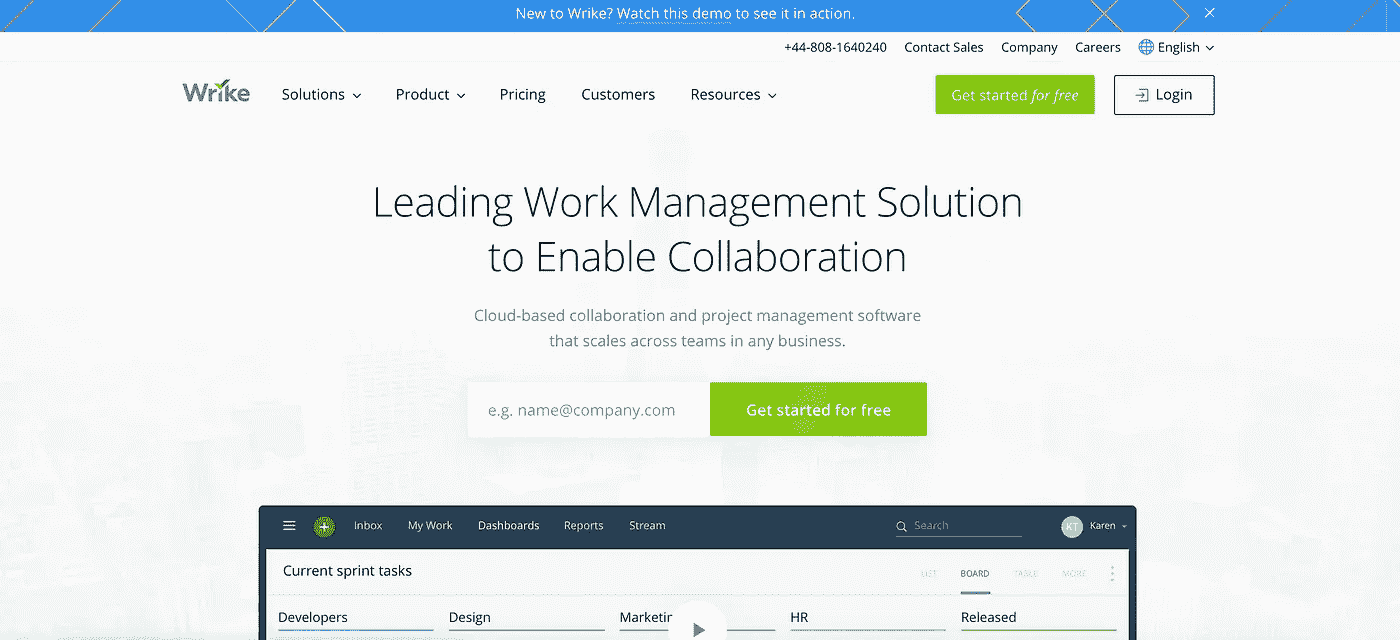 New to Wrike? Watch this demo to see it in action.
+44-808-1640240 Contact Sales Company Careers English
Wrike Solutions Product Pricing Customers Resources Get started for free Login
Leading Work Management Solution
to Enable Collaboration
Cloud-based collaboration and project management software
that scales across teams in any business.
e.g. name@company.com Get started for free
Inbox My Work Dashboards Reports Stream Search KT Karen
Current sprint tasks LIST BOARD TABLE MORE
Developers Design Marketin HR Released